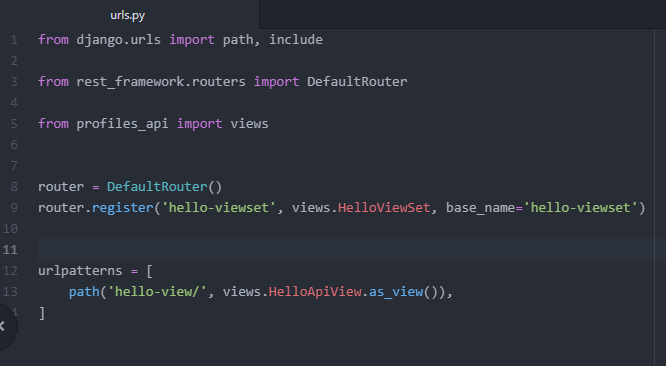 urls.py
1 from django.urls import path, include
2
3 from rest_framework.routers import DefaultRouter
4
5 from profiles_api import views
6
7
8 router = DefaultRouter()
9 router.register('hello-viewset', views.HelloViewSet, base_name='hello-viewset')
10
11
12 urlpatterns = [
13     path('hello-view/', views.HelloApiView.as_view()),
]